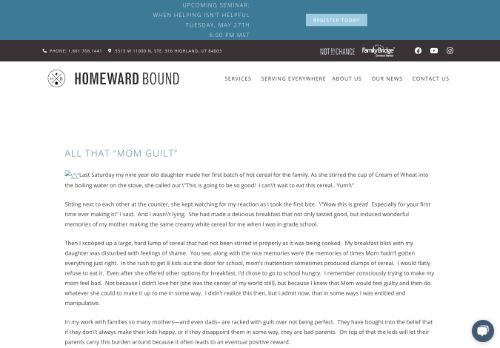 UPCOMING SEMINAR:
WHEN HELPING ISN'T HELPFUL
TUESDAY, MAY 27TH
6:00 PM MST
REGISTER TODAY
PHONE: 1.801.768.1441
5513 W 11000 N, STE. 316 HIGHLAND, UT 84003
NOT BY CHANCE
FamilyBridge
HOMEWARD BOUND
SERVICES
SERVING EVERYWHERE
ABOUT US
OUR NEWS
CONTACT US
ALL THAT "MOM GUILT"
Last Saturday my nine year old daughter made her first batch of hot cereal for the family. As she stirred the cup of Cream of Wheat into
the boiling water on the stove, she called out \"This is going to be so good!  I can\'t wait to eat this cereal.. Yum\"
Sitting next to each other at the counter, she kept watching for my reaction as I took the first bite.  \"Wow this is great!  Especially for your first
time ever making it!\" I said.  And I wasn\'t lying.  She had made a delicious breakfast that not only tasted good, but induced wonderful
memories of my mother making the same creamy white cereal for me when I was in grade school.
Then I scooped up a large, hard lump of cereal that had not been stirred in properly as it was being cooked.  My breakfast bliss with my
daughter was disturbed with feelings of shame.  You see, along with the nice memories were the memories of times Mom hadn't gotten
everything just right.  In the rush to get 8 kids out the door for school, mom's inattention sometimes produced clumps of cereal.  I would flatly
refuse to eat it.  Even after she offered other options for breakfast, I'd chose to go to school hungry.  I remember consciously trying to make my
mom feel bad.  Not because I didn't love her (she was the center of my world still), but because I knew that Mom would feel guilty and then do
whatever she could to make it up to me in some way.  I didn't realize this then, but I admit now, that in some ways I was entitled and
manipulative.
In my work with families so many mothers—and even dads– are racked with guilt over not being perfect.  They have bought into the belief that
if they don't always make their kids happy, or if they disappoint them in some way, they are bad parents.  On top of that the kids will let their
parents carry this burden around because it often leads to an eventual positive reward.